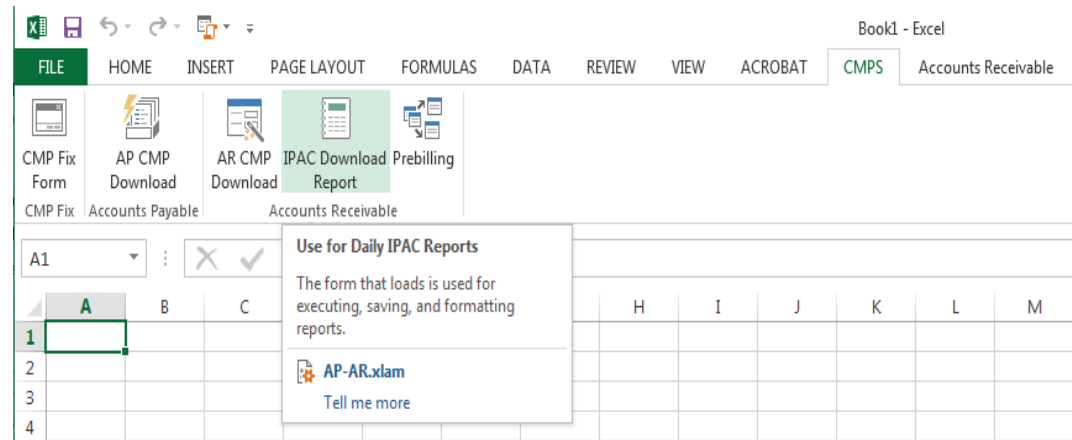 Book1 - Excel
FILE HOME INSERT PAGE LAYOUT FORMULAS DATA REVIEW VIEW ACROBAT CMPS Accounts Receivable
CMP Fix Form
AP CMP Download
AR CMP Download
IPAC Download Report
Prebilling
CMP Fix Accounts Payable Accounts Receivable
A1
Use for Daily IPAC Reports
The form that loads is used for
executing, saving, and formatting
reports.
AP-AR.xlam
Tell me more
A B C H I J K L M
1
2
3
4